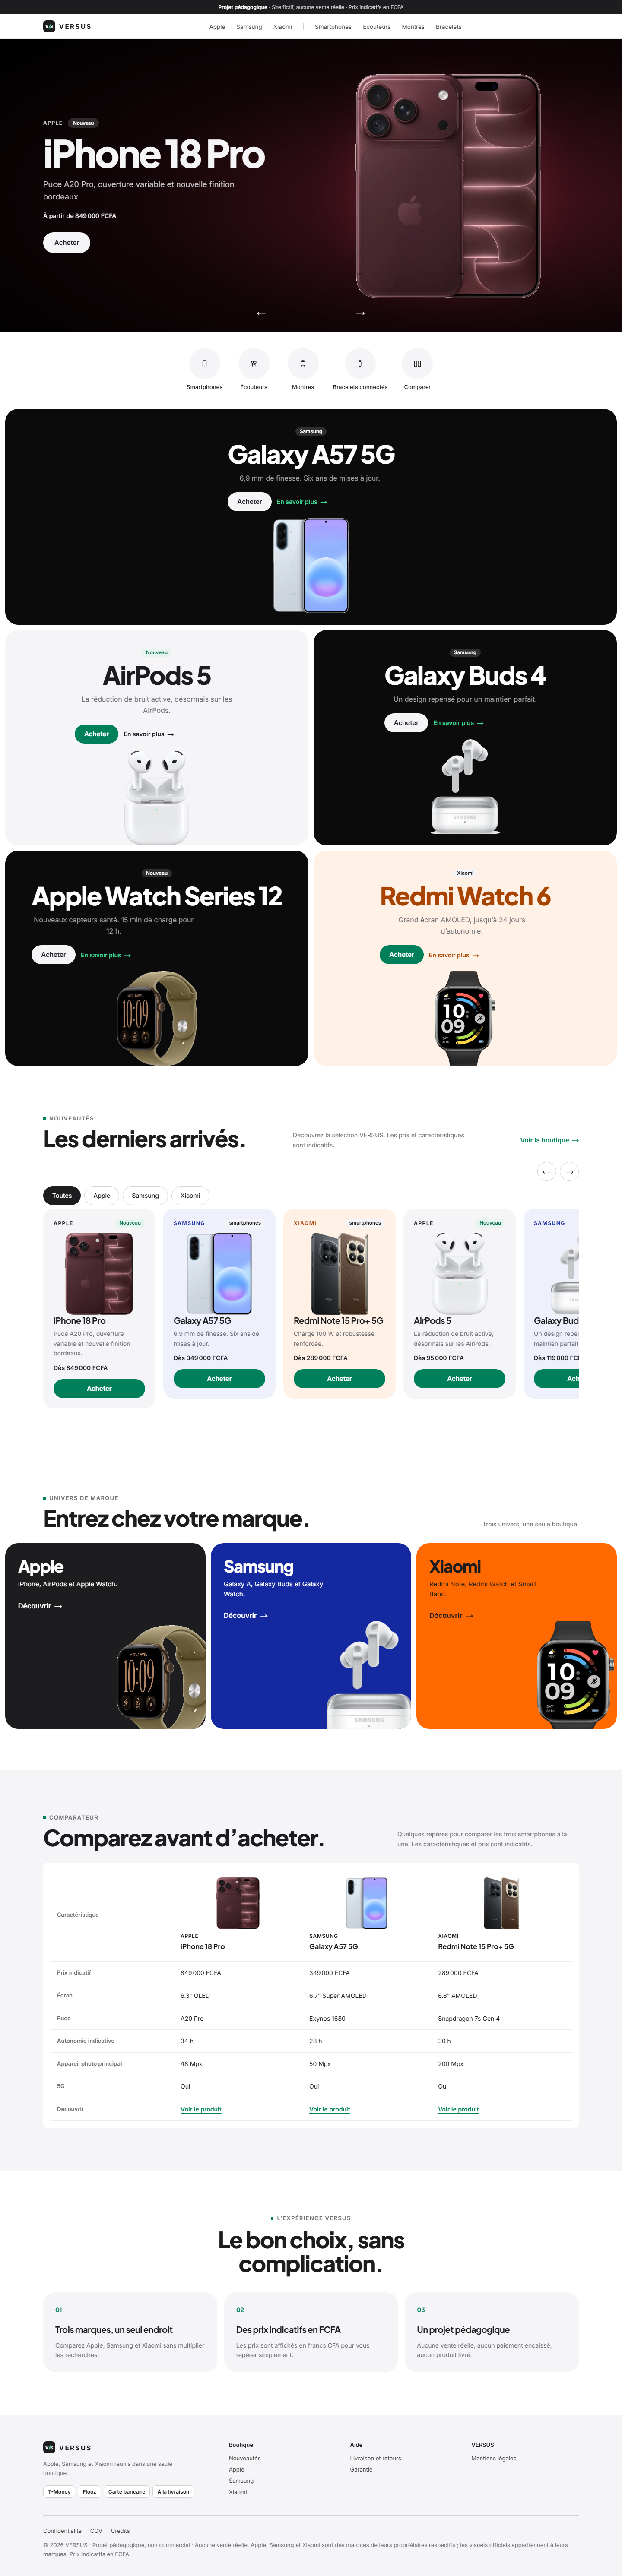 Projet pédagogique · Site fictif, aucune vente réelle · Prix indicatifs en FCFA
V/S VERSUS
Apple Samsung Xiaomi Smartphones Écouteurs Montres Bracelets
APPLE Nouveau
iPhone 18 Pro
Puce A20 Pro, ouverture variable et nouvelle finition
bordeaux.
À partir de 849 000 FCFA
Acheter
← →
Smartphones Écouteurs Montres Bracelets connectés Comparer
Samsung
Galaxy A57 5G
6,9 mm de finesse. Six ans de mises à jour.
Acheter En savoir plus →
Nouveau
AirPods 5
La réduction de bruit active, désormais sur les
AirPods.
Acheter En savoir plus →
Samsung
Galaxy Buds 4
Un design repensé pour un maintien parfait.
Acheter En savoir plus →
SAMSUNG
Nouveau
Apple Watch Series 12
Nouveaux capteurs santé. 15 min de charge pour
12 h.
Acheter En savoir plus →
10:09
Xiaomi
Redmi Watch 6
Grand écran AMOLED, jusqu’à 24 jours
d’autonomie.
Acheter En savoir plus →
10
09
NOUVEAUTÉS
Les derniers arrivés.
Découvrez la sélection VERSUS. Les prix et caractéristiques
sont indicatifs.
Voir la boutique →
← →
Toutes Apple Samsung Xiaomi
APPLE Nouveau
iPhone 18 Pro
Puce A20 Pro, ouverture
variable et nouvelle finition
bordeaux.
Dès 849 000 FCFA
Acheter
SAMSUNG smartphones
Galaxy A57 5G
6,9 mm de finesse. Six ans de
mises à jour.
Dès 349 000 FCFA
Acheter
XIAOMI smartphones
Redmi Note 15 Pro+ 5G
Charge 100 W et robustesse
renforcée.
Dès 289 000 FCFA
Acheter
APPLE Nouveau
AirPods 5
La réduction de bruit active,
désormais sur les AirPods.
Dès 95 000 FCFA
Acheter
SAMSUNG
Galaxy Bud
Un design repe
maintien parfait
Dès 119 000 FC
Ach
UNIVERS DE MARQUE
Entrez chez votre marque.
Trois univers, une seule boutique.
Apple
iPhone, AirPods et Apple Watch.
Découvrir →
10:09
Samsung
Galaxy A, Galaxy Buds et Galaxy
Watch.
Découvrir →
SAMSUNG
Xiaomi
Redmi Note, Redmi Watch et Smart
Band.
Découvrir →
10
09
COMPARATEUR
Comparez avant d’acheter.
Quelques repères pour comparer les trois smartphones à la
une. Les caractéristiques et prix sont indicatifs.
Caractéristique
APPLE SAMSUNG XIAOMI
iPhone 18 Pro Galaxy A57 5G Redmi Note 15 Pro+ 5G
Prix indicatif 849 000 FCFA 349 000 FCFA 289 000 FCFA
Écran 6.3″ OLED 6.7″ Super AMOLED 6.8″ AMOLED
Puce A20 Pro Exynos 1680 Snapdragon 7s Gen 4
Autonomie indicative 34 h 28 h 30 h
Appareil photo principal 48 Mpx 50 Mpx 200 Mpx
5G Oui Oui Oui
Découvrir Voir le produit Voir le produit Voir le produit
L’EXPÉRIENCE VERSUS
Le bon choix, sans
complication.
01
Trois marques, un seul endroit
Comparez Apple, Samsung et Xiaomi sans multiplier
les recherches.
02
Des prix indicatifs en FCFA
Les prix sont affichés en francs CFA pour vous
repérer simplement.
03
Un projet pédagogique
Aucune vente réelle, aucun paiement encaissé,
aucun produit livré.
V/S VERSUS
Apple, Samsung et Xiaomi réunis dans une seule
boutique.
T-Money Flooz Carte bancaire À la livraison
Boutique
Nouveautés
Apple
Samsung
Xiaomi
Aide
Livraison et retours
Garantie
VERSUS
Mentions légales
Confidentialité CGV Crédits
© 2026 VERSUS · Projet pédagogique, non commercial · Aucune vente réelle. Apple, Samsung et Xiaomi sont des marques de leurs propriétaires respectifs ; les visuels officiels appartiennent à leurs
marques. Prix indicatifs en FCFA.